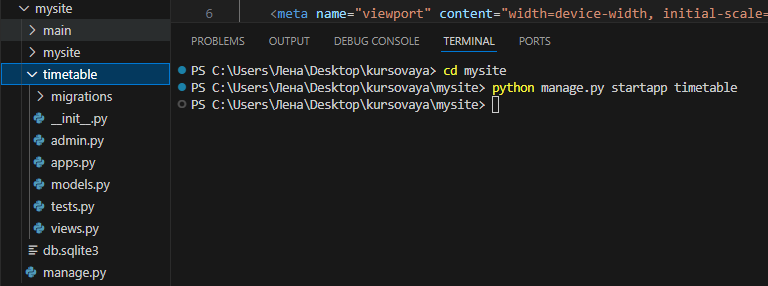 mysite
main
mysite
timetable
migrations
__init__.py
admin.py
apps.py
models.py
tests.py
views.py
db.sqlite3
manage.py
6 <meta name="viewport" content="width=device-width, initial-scale=
PROBLEMS OUTPUT DEBUG CONSOLE TERMINAL PORTS
PS C:\Users\Лена\Desktop\kursovaya> cd mysite
PS C:\Users\Лена\Desktop\kursovaya\mysite> python manage.py startapp timetable
PS C:\Users\Лена\Desktop\kursovaya\mysite>